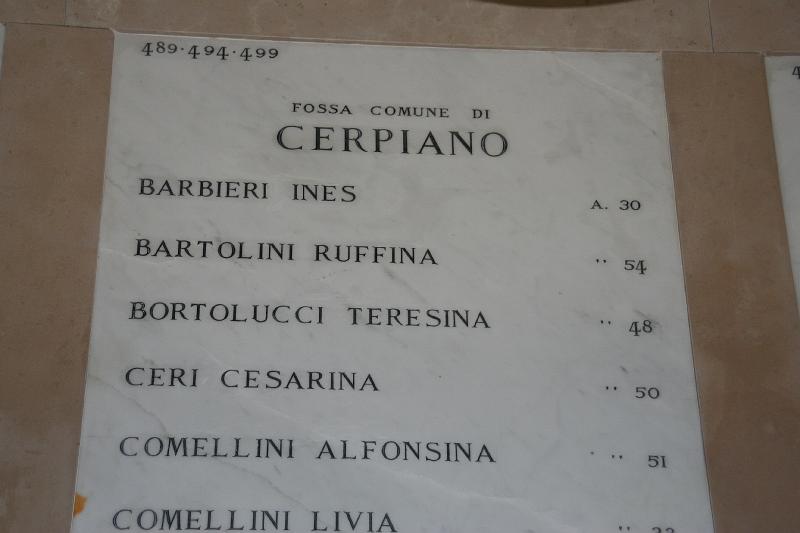 489·494·499
FOSSA COMUNE DI
CERPIANO
BARBIERI INES A. 30
BARTOLINI RUFFINA '' 54
BORTOLUCCI TERESINA '' 48
CERI CESARINA '' 50
COMELLINI ALFONSINA '' 51
COMELLINI LIVIA ''